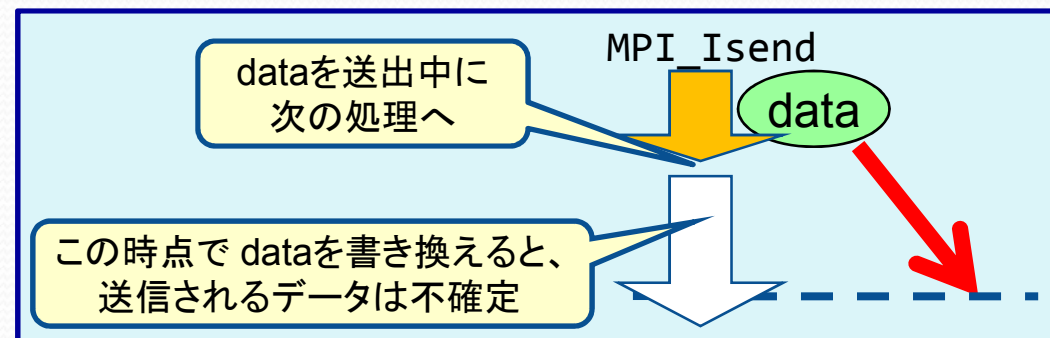 MPI_Isend
dataを送出中に
次の処理へ
data
この時点で dataを書き換えると、
送信されるデータは不確定